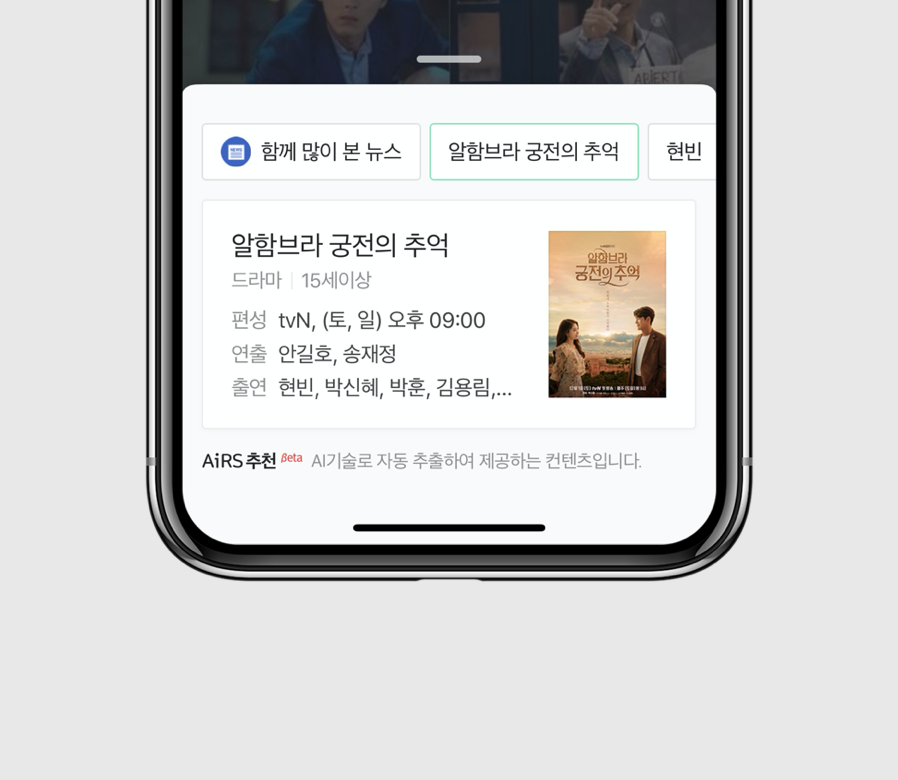 ABIERTO
함께 많이 본 뉴스
알함브라 궁전의 추억
현빈
알함브라 궁전의 추억
드라마 | 15세이상
편성 tvN, (토, 일) 오후 09:00
연출 안길호, 송재정
출연 현빈, 박신혜, 박훈, 김용림,...
알함브라
궁전의 추억
AiRS 추천 βeta AI기술로 자동 추출하여 제공하는 컨텐츠입니다.